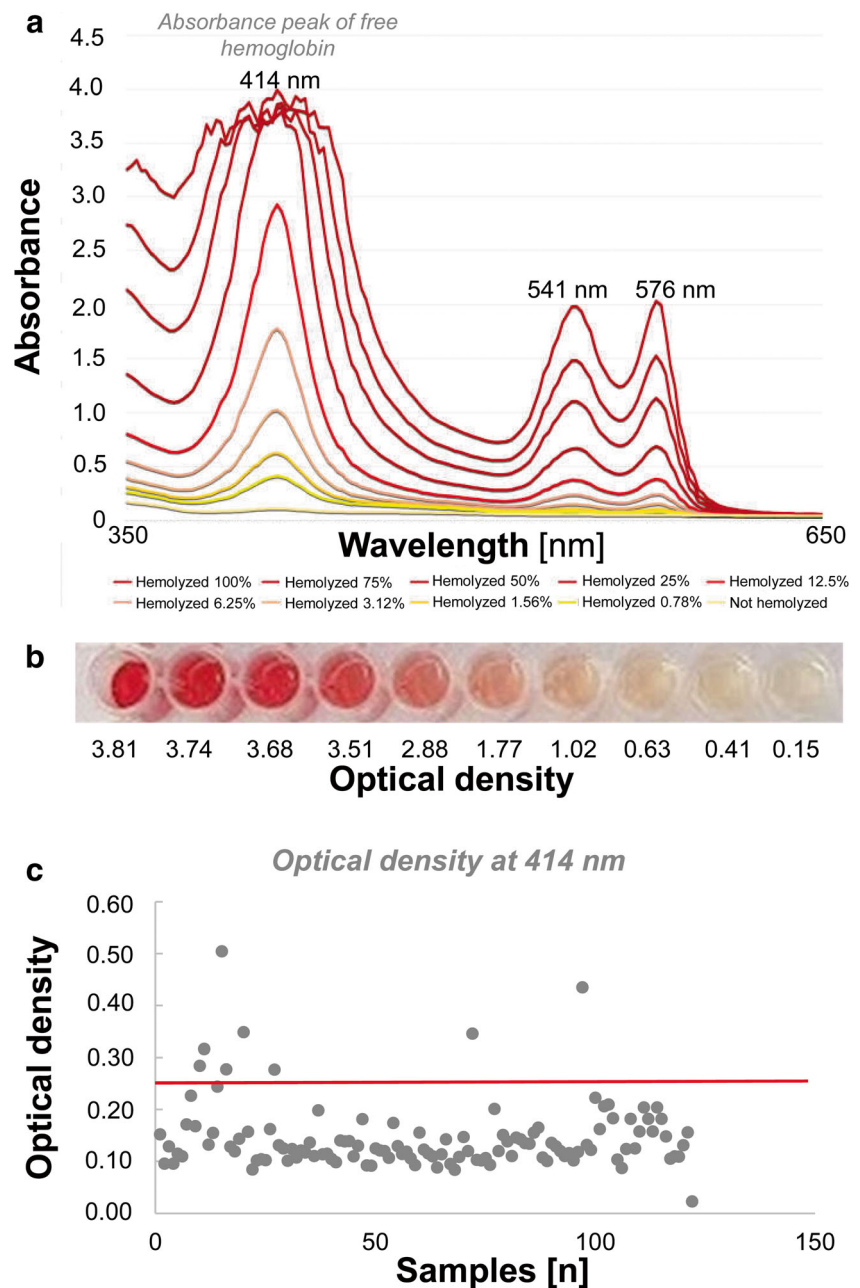 a
Absorbance peak of free
hemoglobin
414 nm
541 nm
576 nm
Absorbance
4.5
4.0
3.5
3.0
2.5
2.0
1.5
1.0
0.5
0
350
650
Wavelength [nm]
Hemolyzed 100% Hemolyzed 75% Hemolyzed 50% Hemolyzed 25% Hemolyzed 12.5%
Hemolyzed 6.25% Hemolyzed 3.12% Hemolyzed 1.56% Hemolyzed 0.78% Not hemolyzed
b
3.81 3.74 3.68 3.51 2.88 1.77 1.02 0.63 0.41 0.15
Optical density
c
Optical density at 414 nm
Optical density
0.60
0.50
0.40
0.30
0.20
0.10
0.00
0 50 100 150
Samples [n]